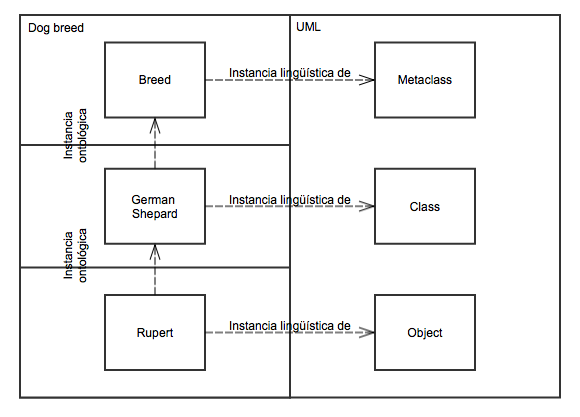 Dog breed
UML
Breed
Instancia lingüística de
Metaclass
Instancia
ontológica
German
Shepard
Instancia lingüística de
Class
Instancia
ontológica
Rupert
Instancia lingüística de
Object